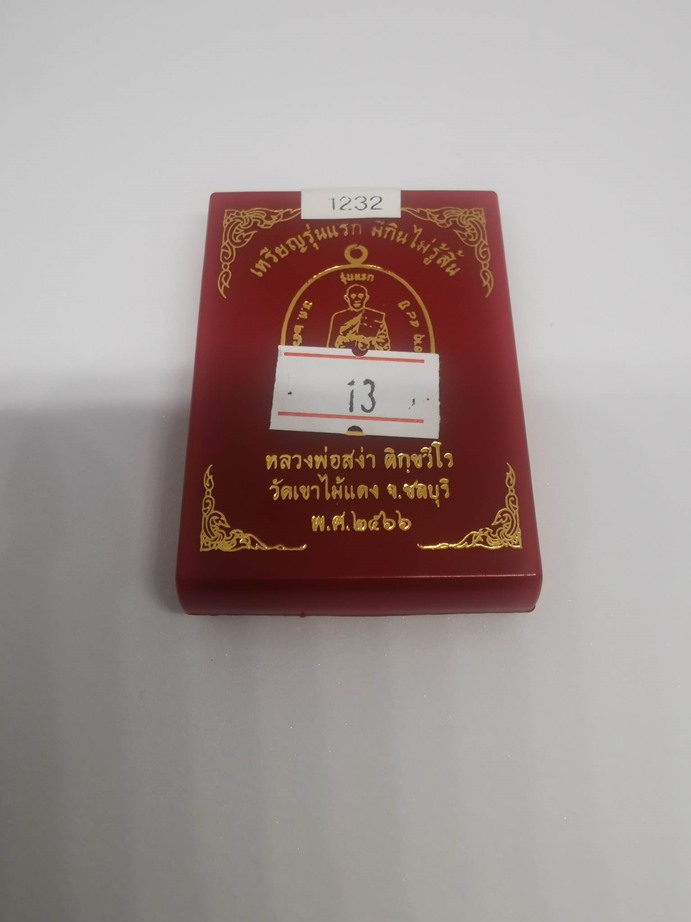 1232
เหรียญรุ่นแรก มีกินไม่รู้สิ้น
รุ่นแรก
13
หลวงพ่อสง่า ติกฺขวีโร
วัดเขาไม้แดง จ.ชลบุรี
พ.ศ.๒๕๖๖